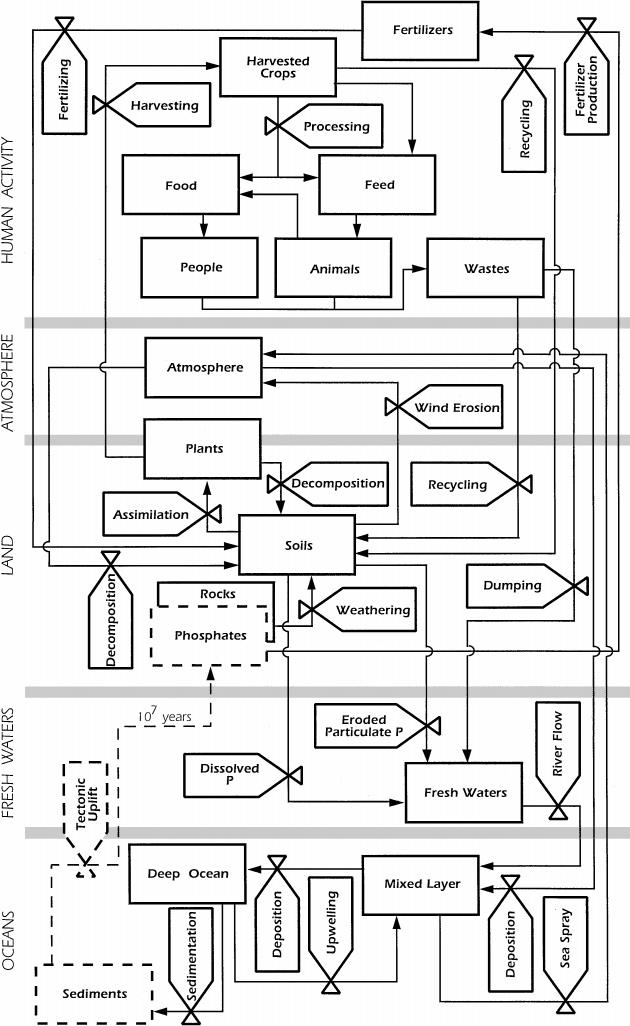 Fertilizers
Harvested
Crops
Fertilizing
Harvesting
Processing
Recycling
Fertilizer
Production
HUMAN ACTIVITY
Food
Feed
People
Animals
Wastes
ATMOSPHERE
Atmosphere
Wind Erosion
Plants
Decomposition
Recycling
Assimilation
LAND
Soils
Decomposition
Rocks
Phosphates
Weathering
Dumping
10⁷ years
FRESH WATERS
Eroded
Particulate P
River Flow
Dissolved
P
Fresh Waters
Tectonic
Uplift
Deep Ocean
Mixed Layer
OCEANS
Deposition
Upwelling
Deposition
Sea Spray
Sedimentation
Sediments